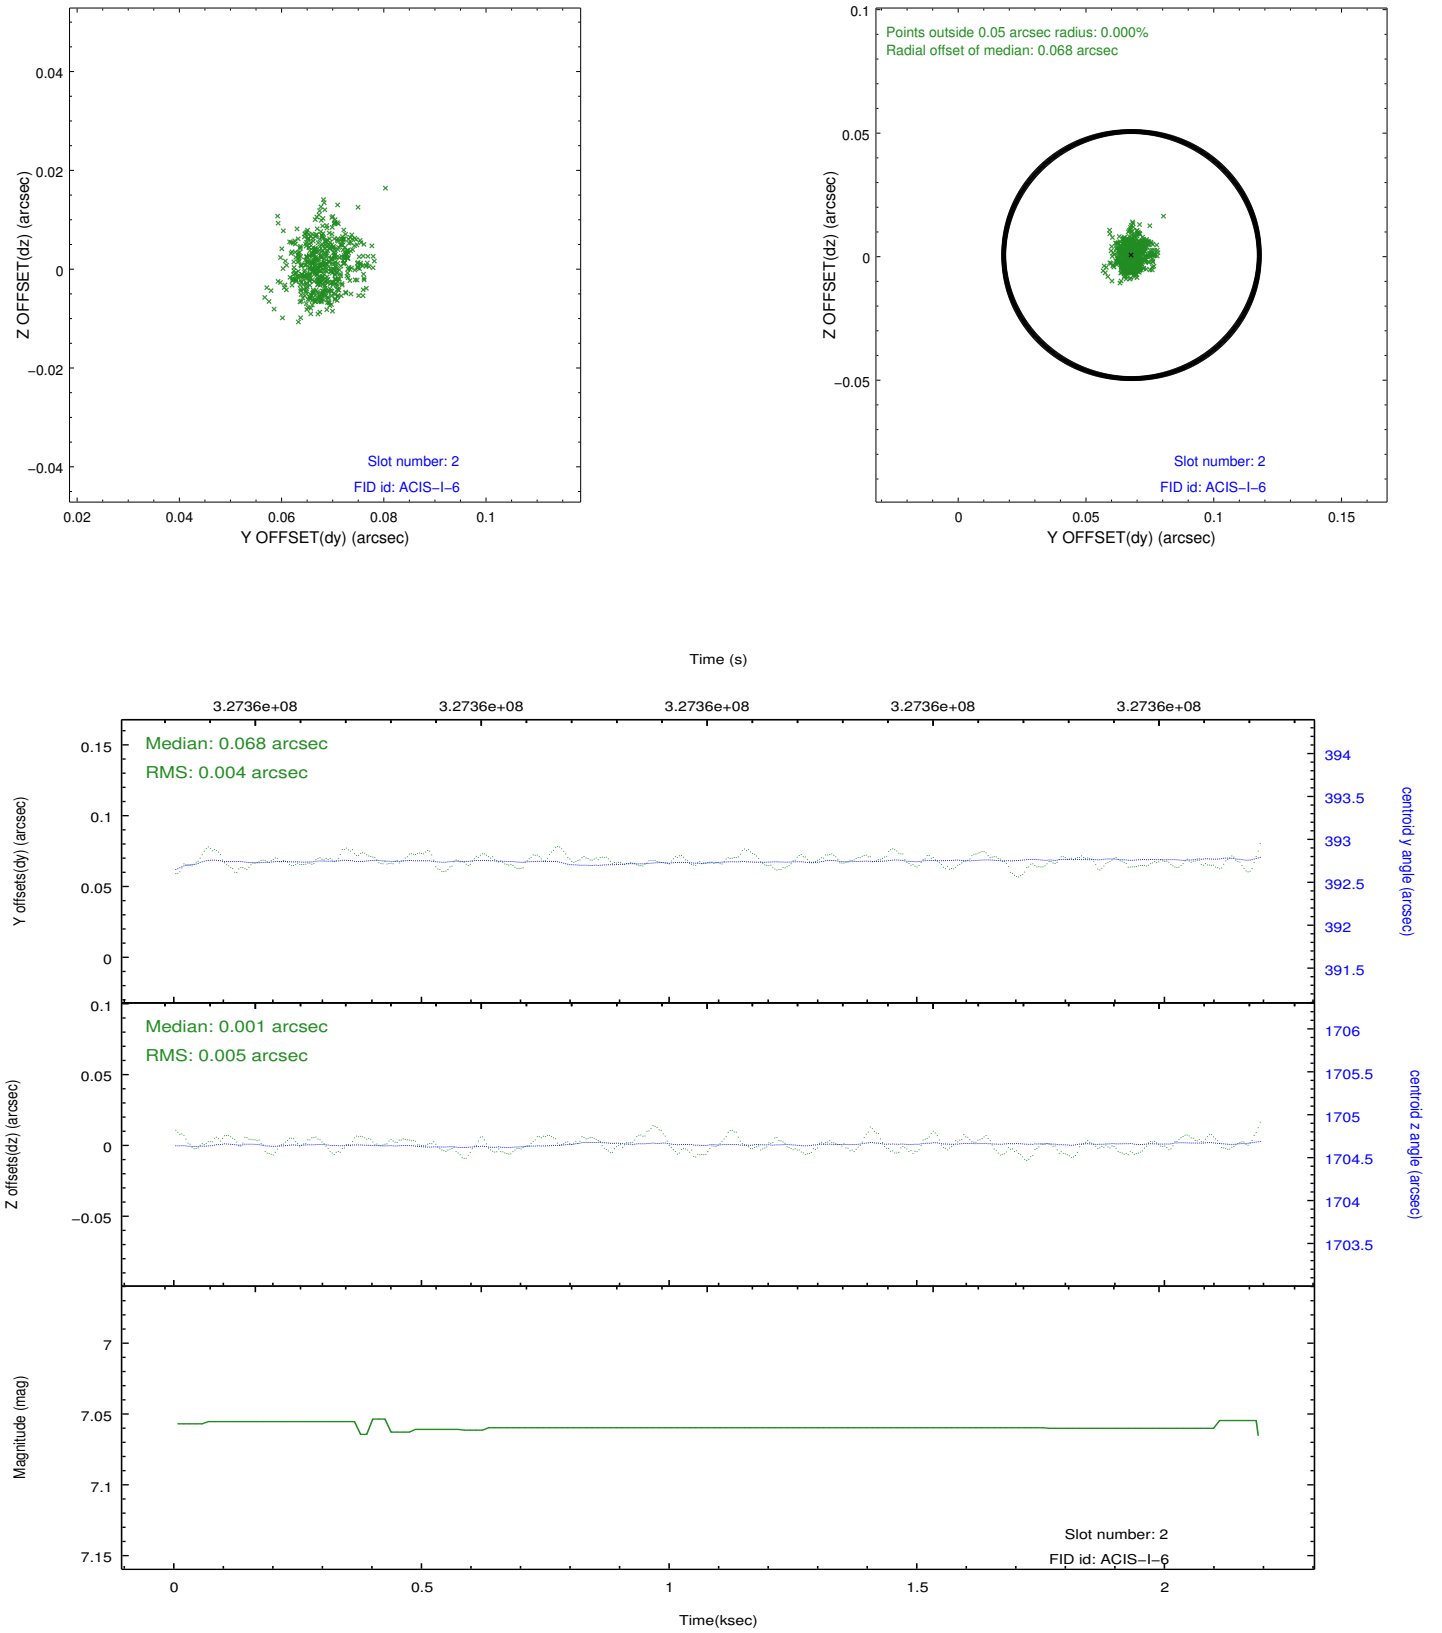 0.04
0.02
0
−0.02
−0.04
Z OFFSET(dz) (arcsec)
Slot number: 2
FID id: ACIS−I−6
0.02 0.04 0.06 0.08 0.1
Y OFFSET(dy) (arcsec)
0.1
0.05
0
−0.05
Z OFFSET(dz) (arcsec)
Points outside 0.05 arcsec radius: 0.000%
Radial offset of median: 0.068 arcsec
Slot number: 2
FID id: ACIS−I−6
0 0.05 0.1 0.15
Y OFFSET(dy) (arcsec)
Time (s)
3.2736e+08 3.2736e+08 3.2736e+08 3.2736e+08 3.2736e+08
Median: 0.068 arcsec
RMS: 0.004 arcsec
0.15
0.1
0.05
0
Y offsets(dy) (arcsec)
394
393.5
393
392.5
392
391.5
centroid y angle (arcsec)
Median: 0.001 arcsec
RMS: 0.005 arcsec
0.1
0.05
0
−0.05
Z offsets(dz) (arcsec)
1706
1705.5
1705
1704.5
1704
1703.5
centroid z angle (arcsec)
7
7.05
7.1
7.15
Magnitude (mag)
Slot number: 2
FID id: ACIS−I−6
0 0.5 1 1.5 2
Time(ksec)